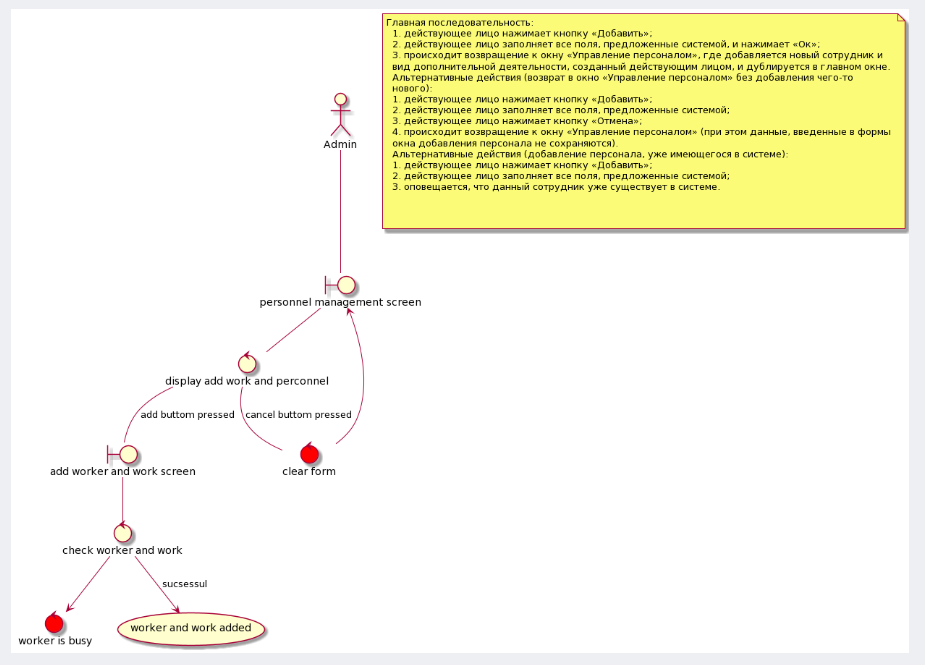 Главная последовательность:
1. действующее лицо нажимает кнопку «Добавить»;
2. действующее лицо заполняет все поля, предложенные системой, и нажимает «Ок»;
3. происходит возвращение к окну «Управление персоналом», где добавляется новый сотрудник и
вид дополнительной деятельности, созданный действующим лицом, и дублируется в главном окне.
Альтернативные действия (возврат в окно «Управление персоналом» без добавления чего-то
нового):
1. действующее лицо нажимает кнопку «Добавить»;
2. действующее лицо заполняет все поля, предложенные системой;
3. действующее лицо нажимает кнопку «Отмена»;
4. происходит возвращение к окну «Управление персоналом» (при этом данные, введенные в формы
окна добавления персонала не сохраняются).
Альтернативные действия (добавление персонала, уже имеющегося в системе):
1. действующее лицо нажимает кнопку «Добавить»;
2. действующее лицо заполняет все поля, предложенные системой;
3. оповещается, что данный сотрудник уже существует в системе.
Admin
personnel management screen
display add work and perconnel
add buttom pressed
cancel buttom pressed
add worker and work screen
clear form
check worker and work
sucsessul
worker is busy
worker and work added